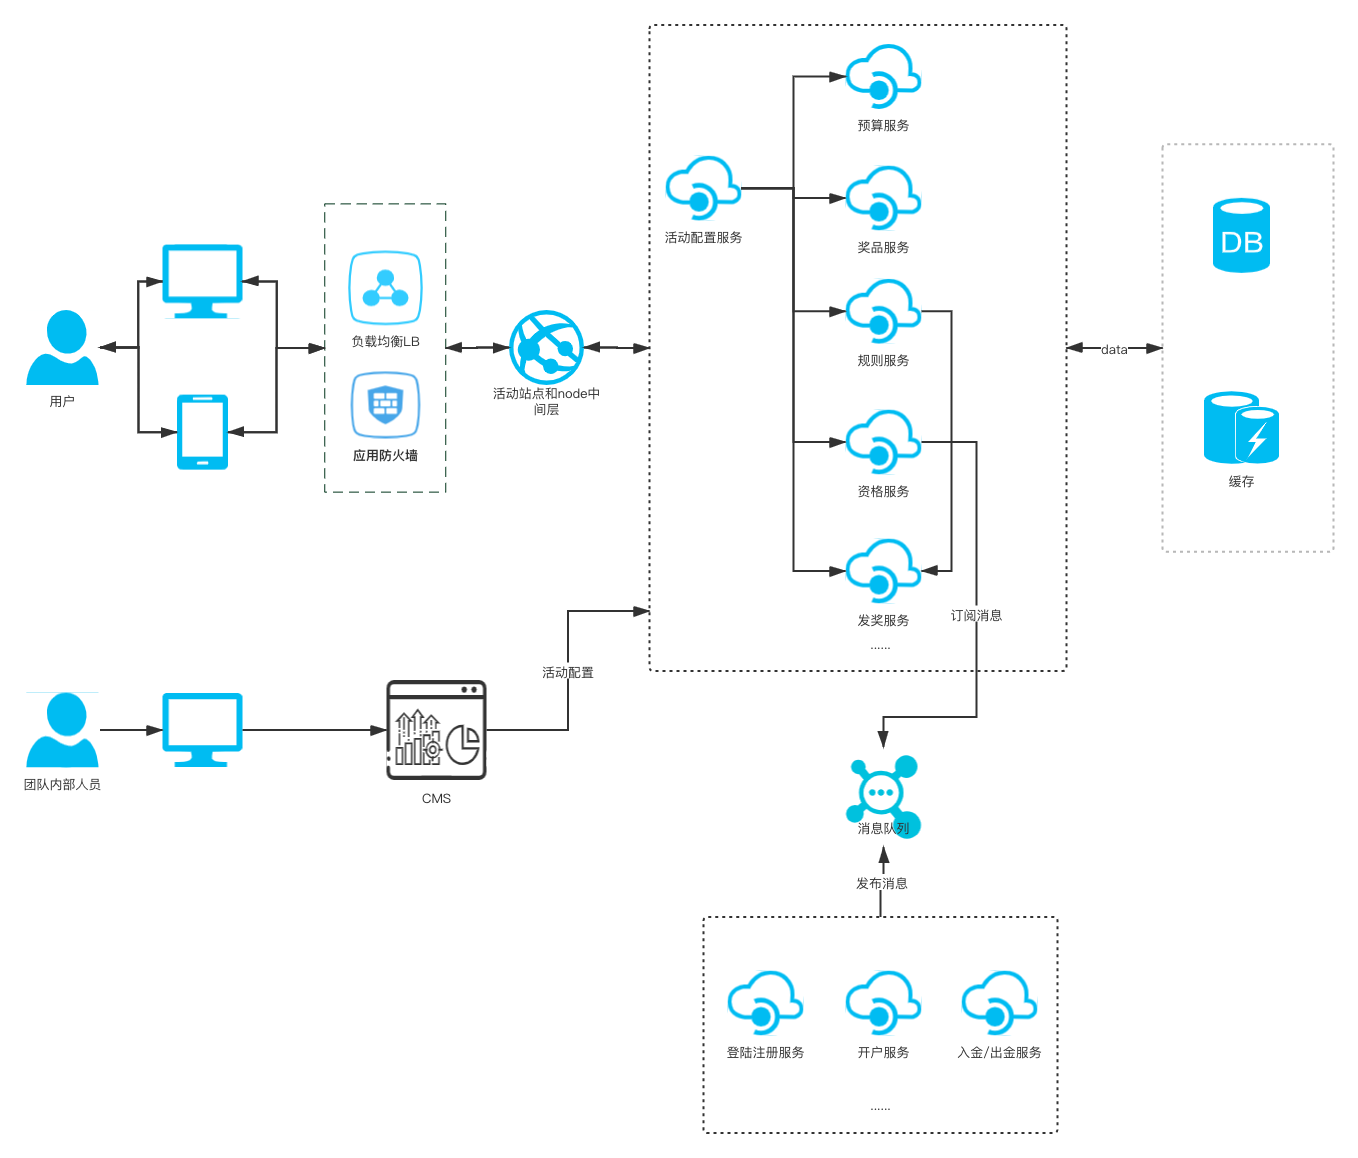 预算服务
奖品服务
活动配置服务
规则服务
资格服务
发奖服务
......
订阅消息
DB
缓存
data
负载均衡LB
应用防火墙
活动站点和node中
间层
用户
活动配置
团队内部人员
CMS
消息队列
发布消息
登陆注册服务
开户服务
入金/出金服务
......